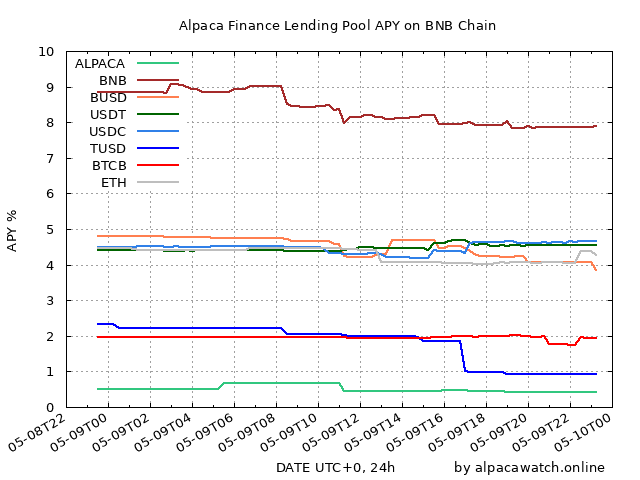 Alpaca Finance Lending Pool APY on BNB Chain
10
9
8
7
6
5
4
3
2
1
0
APY %
ALPACA
BNB
BUSD
USDT
USDC
TUSD
BTCB
ETH
05-08T22
05-09T00
05-09T02
05-09T04
05-09T06
05-09T08
05-09T10
05-09T12
05-09T14
05-09T16
05-09T18
05-09T20
05-09T22
05-10T00
DATE UTC+0, 24h
by alpacawatch.online